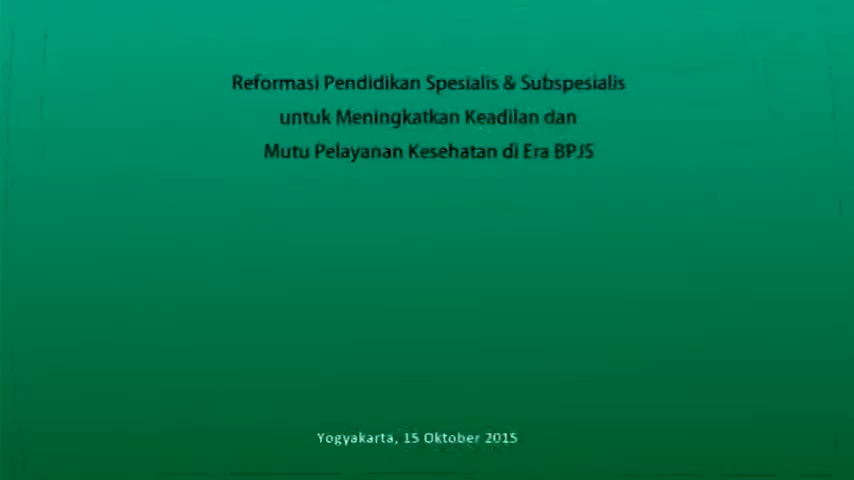 Reformasi Pendidikan Spesialis & Subspesialis
untuk Meningkatkan Keadilan dan
Mutu Pelayanan Kesehatan di Era BPJS
Yogyakarta, 15 Oktober 2015